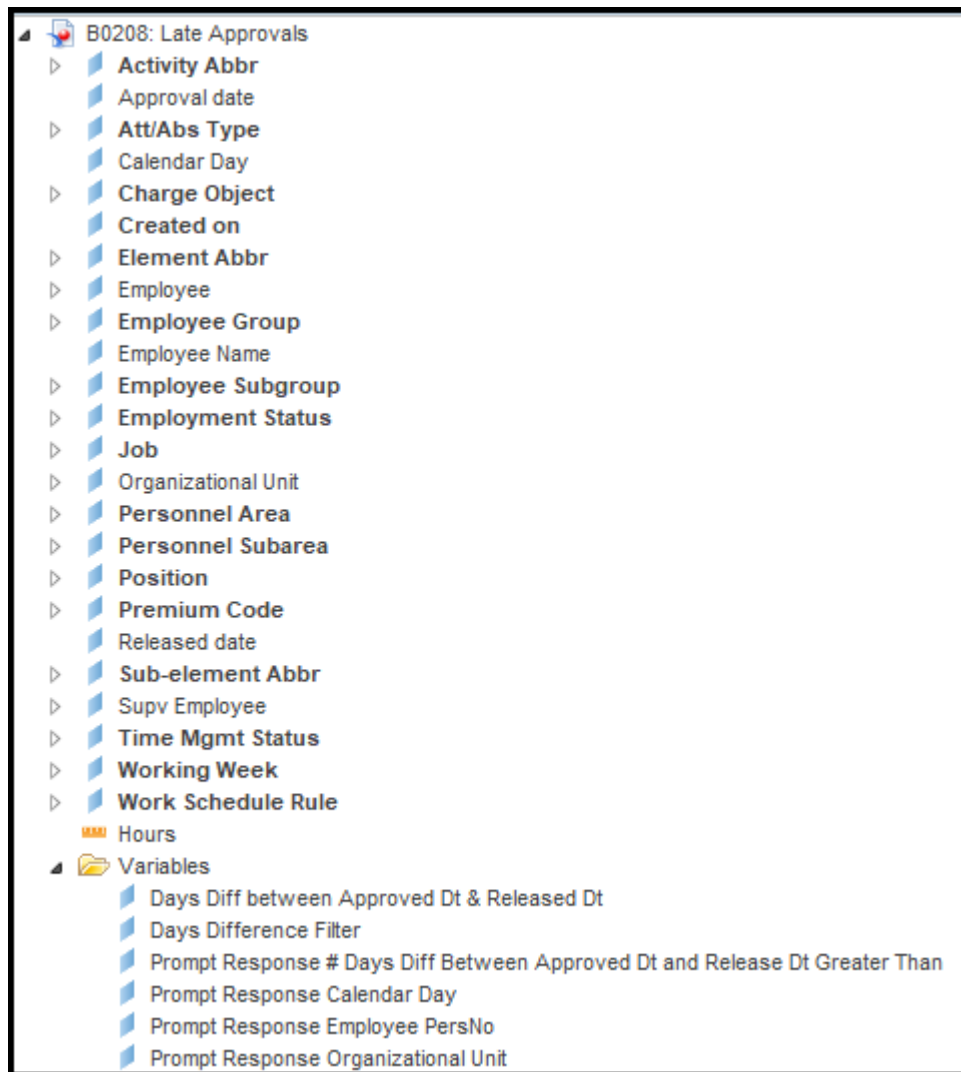 B0208: Late Approvals
Activity Abbr
Approval date
Att/Abs Type
Calendar Day
Charge Object
Created on
Element Abbr
Employee
Employee Group
Employee Name
Employee Subgroup
Employment Status
Job
Organizational Unit
Personnel Area
Personnel Subarea
Position
Premium Code
Released date
Sub-element Abbr
Supv Employee
Time Mgmt Status
Working Week
Work Schedule Rule
Hours
Variables
Days Diff between Approved Dt & Released Dt
Days Difference Filter
Prompt Response # Days Diff Between Approved Dt and Release Dt Greater Than
Prompt Response Calendar Day
Prompt Response Employee PersNo
Prompt Response Organizational Unit